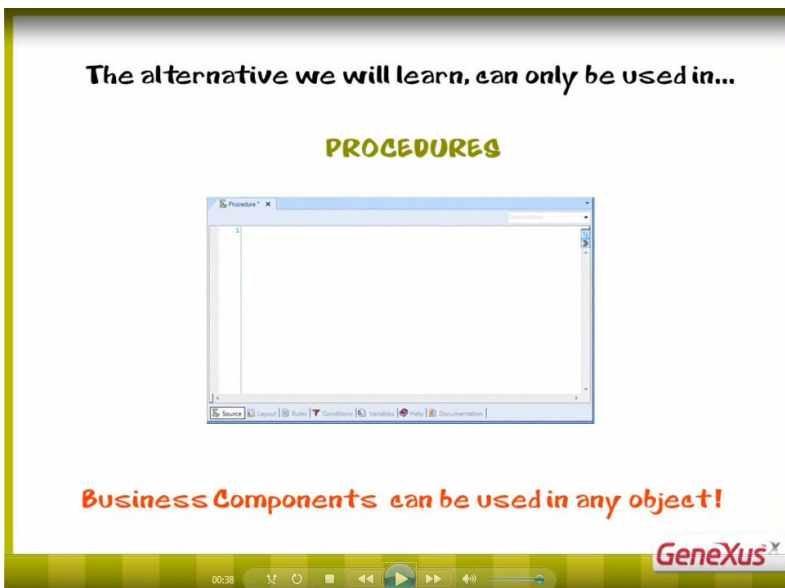 The alternative we will learn, can only be used in...
PROCEDURES
Procedure *
1
Source Layout Rules Conditions Variables Help Documentation
Business Components can be used in any object!
GeneXus X
00:38